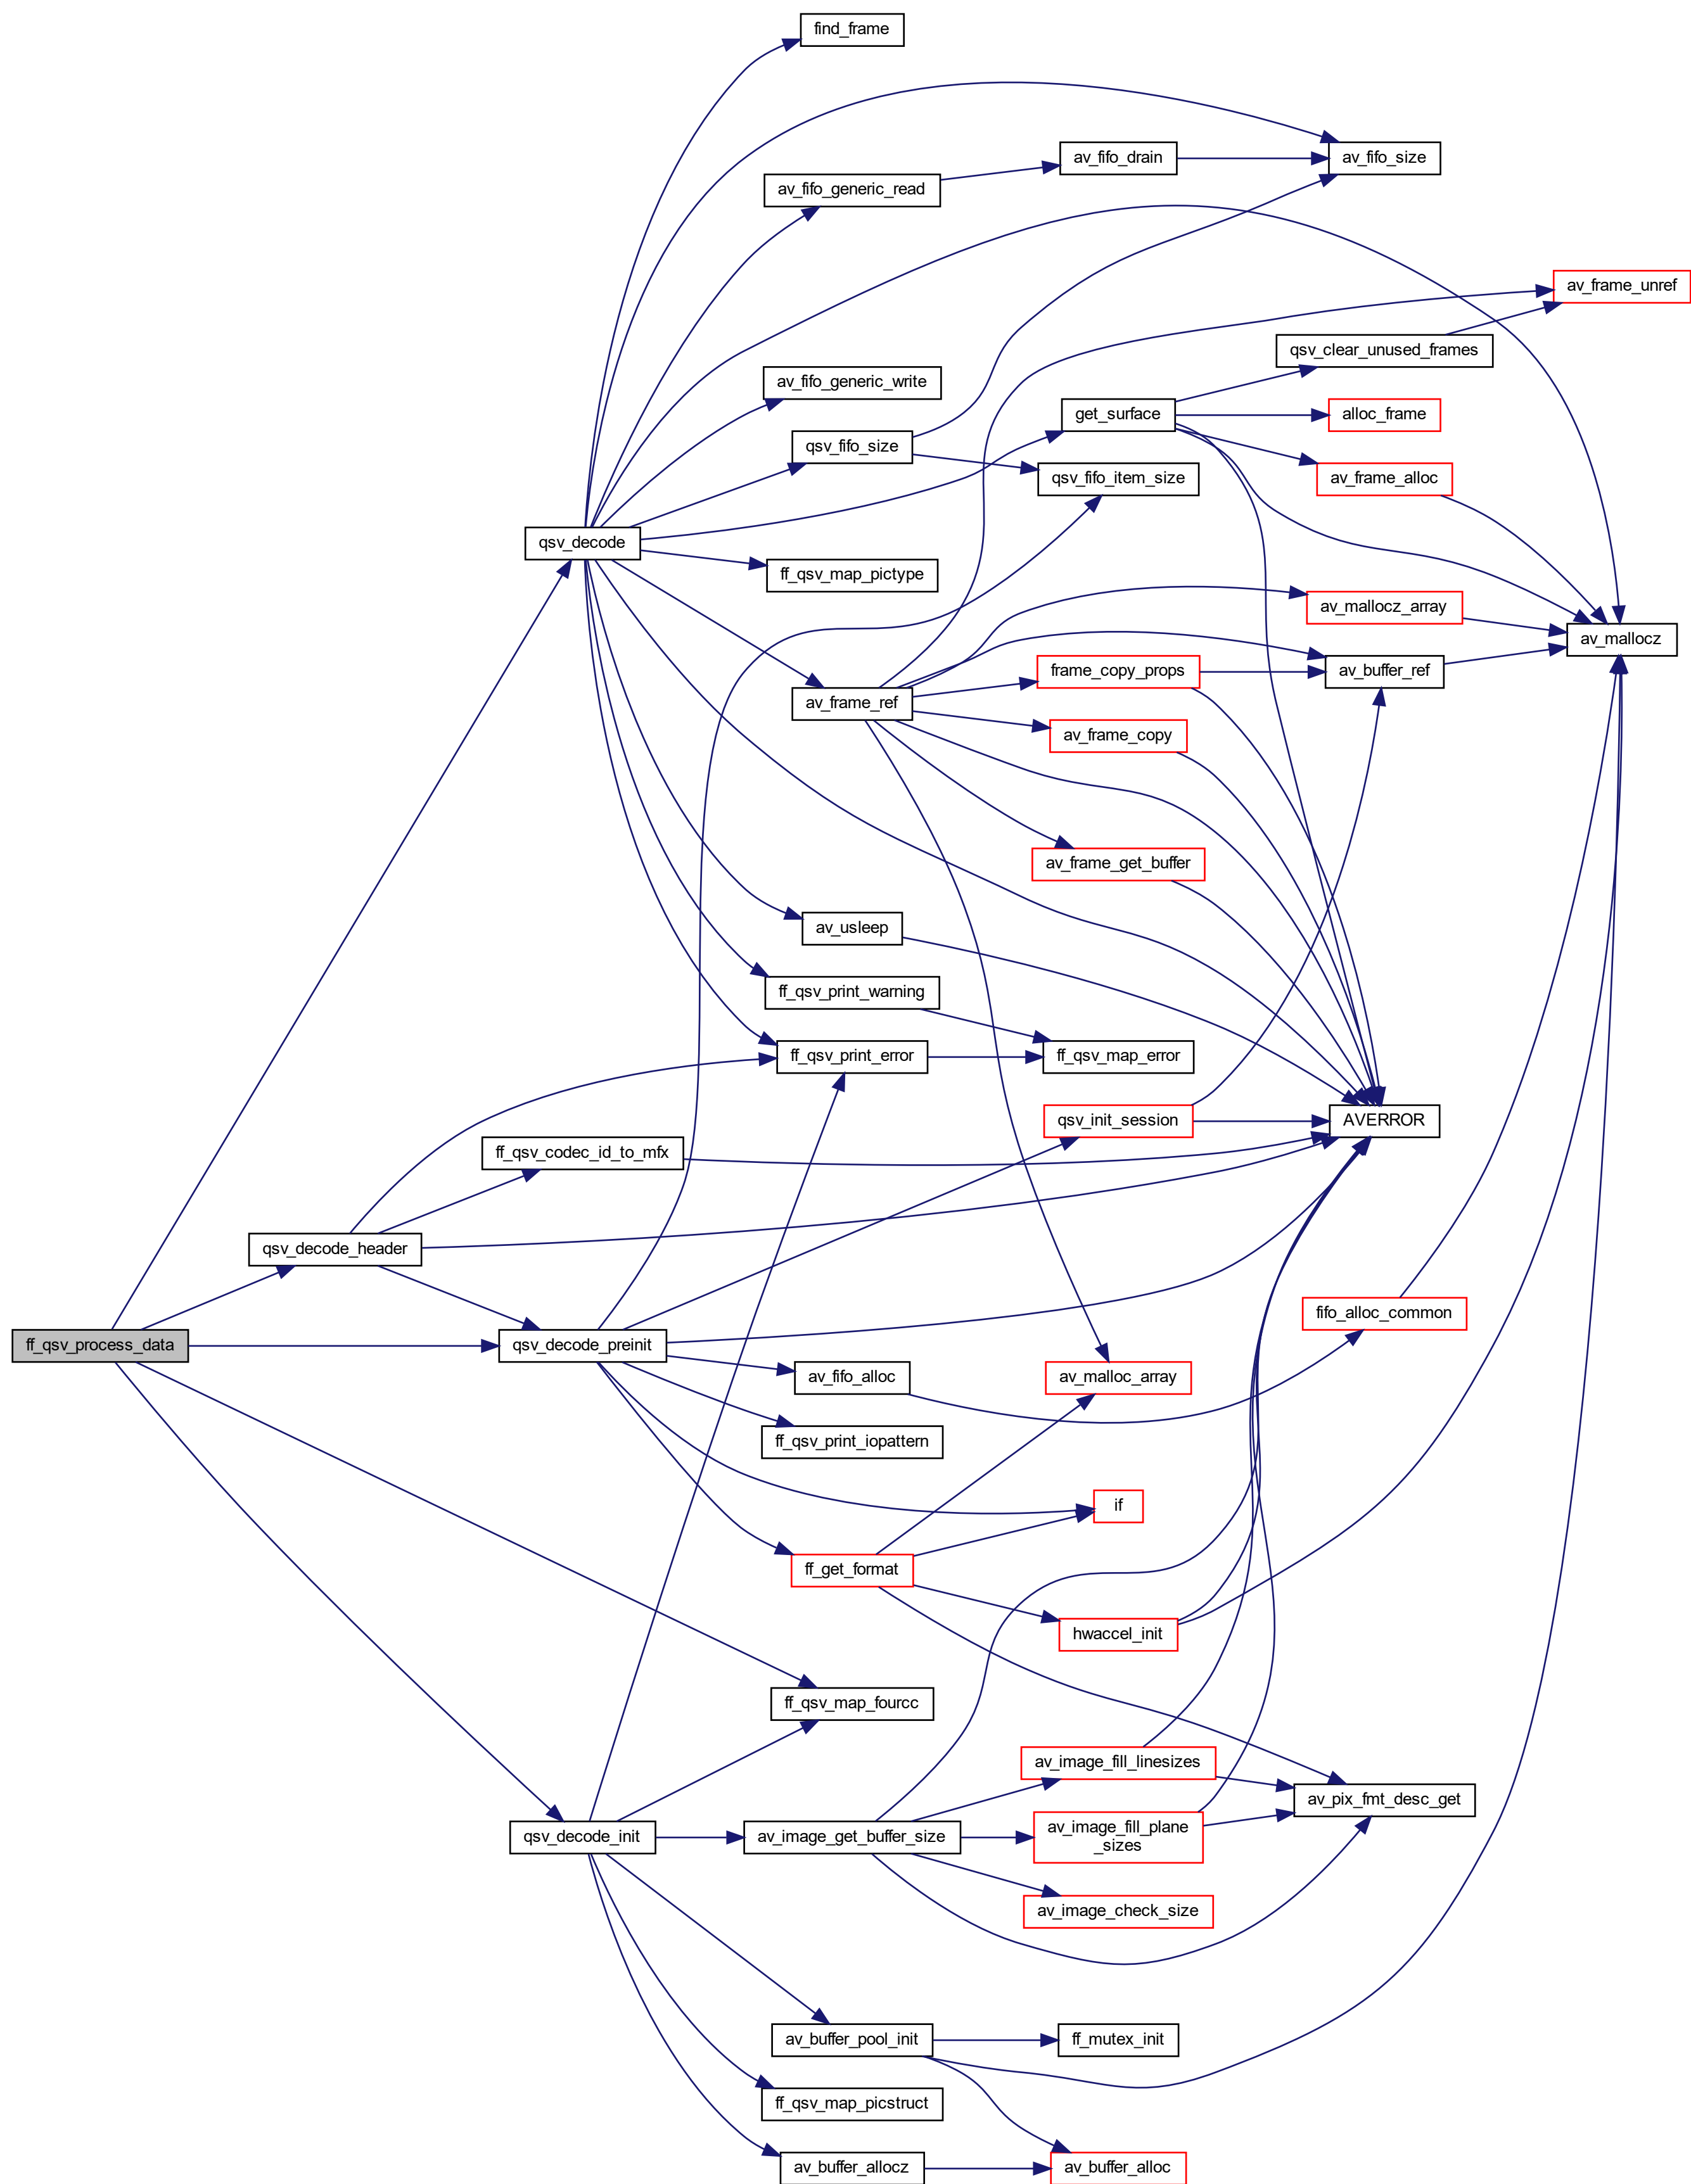 find_frame
av_fifo_drain
av_fifo_size
av_fifo_generic_read
av_frame_unref
qsv_clear_unused_frames
av_fifo_generic_write
get_surface
alloc_frame
qsv_fifo_size
av_frame_alloc
qsv_fifo_item_size
qsv_decode
ff_qsv_map_pictype
av_mallocz_array
av_mallocz
frame_copy_props
av_buffer_ref
av_frame_ref
av_frame_copy
av_frame_get_buffer
av_usleep
ff_qsv_print_warning
ff_qsv_print_error
ff_qsv_map_error
qsv_init_session
AVERROR
ff_qsv_codec_id_to_mfx
qsv_decode_header
fifo_alloc_common
ff_qsv_process_data
qsv_decode_preinit
av_fifo_alloc
av_malloc_array
ff_qsv_print_iopattern
if
ff_get_format
hwaccel_init
ff_qsv_map_fourcc
av_image_fill_linesizes
av_pix_fmt_desc_get
qsv_decode_init
av_image_get_buffer_size
av_image_fill_plane
_sizes
av_image_check_size
av_buffer_pool_init
ff_mutex_init
ff_qsv_map_picstruct
av_buffer_allocz
av_buffer_alloc